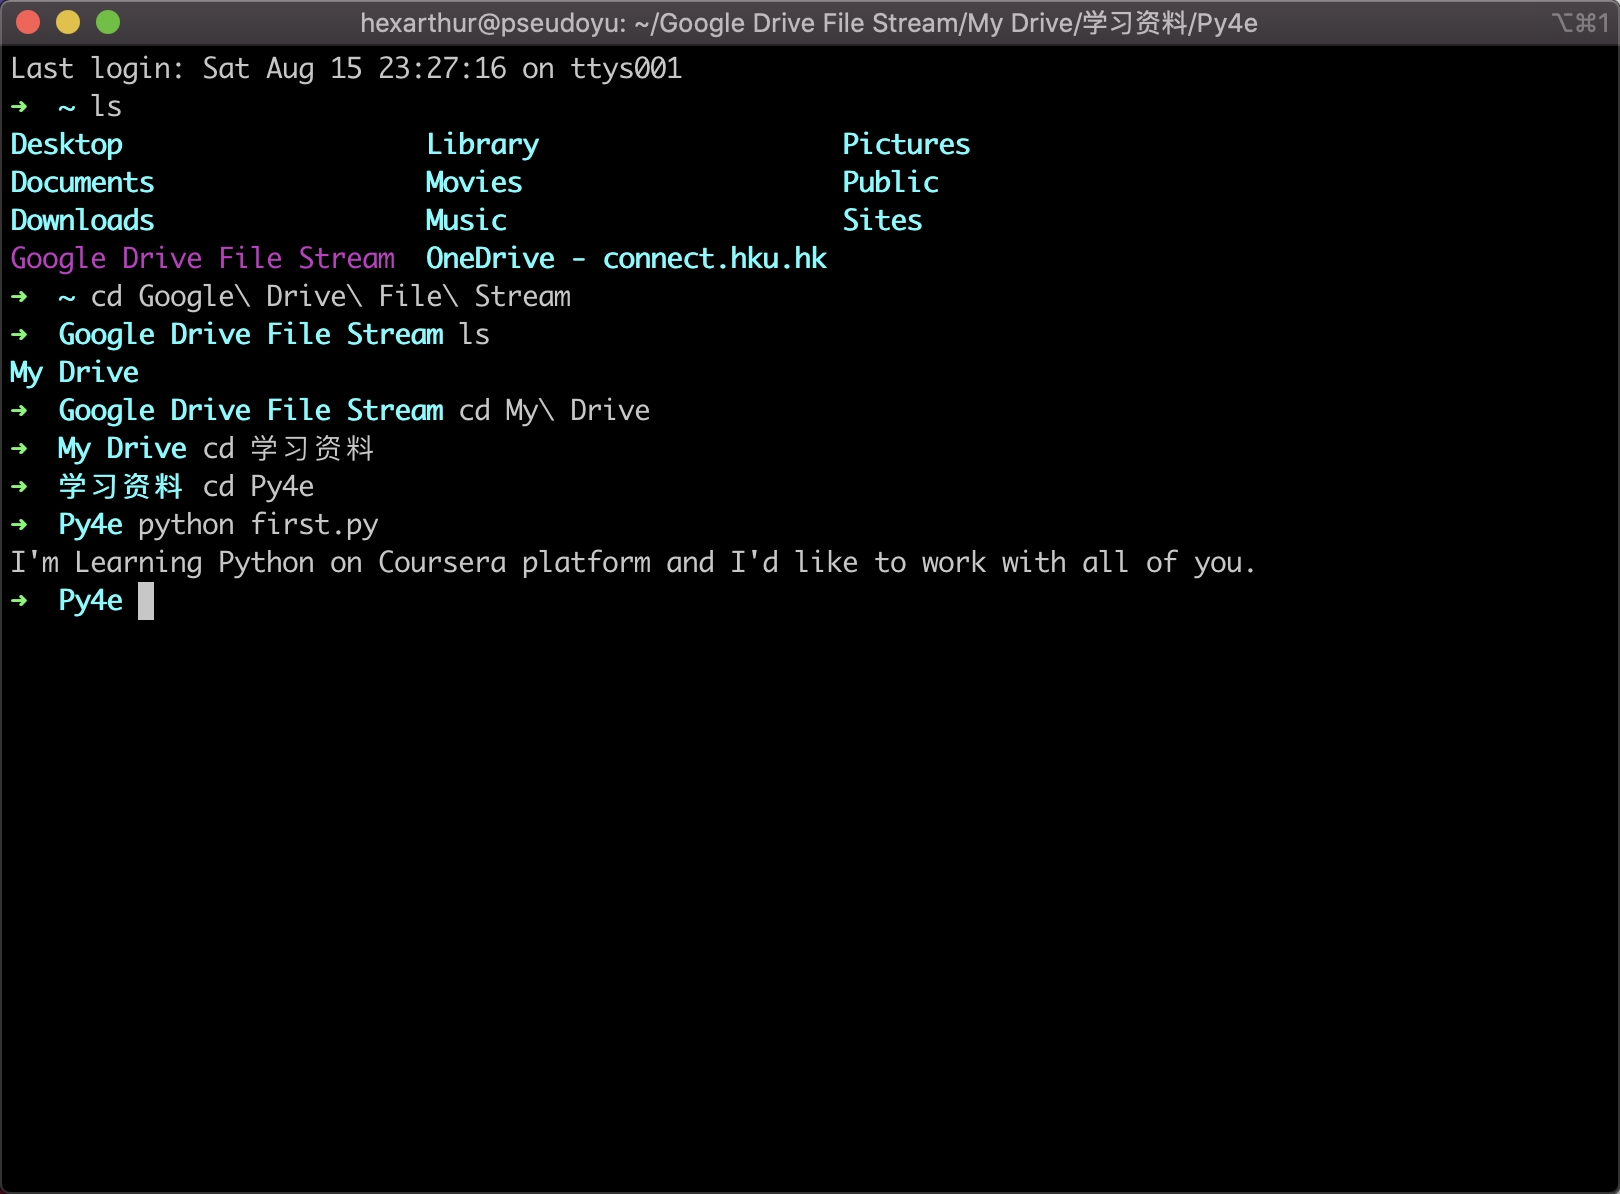 hexarthur@pseudoyu: ~/Google Drive File Stream/My Drive/学习资料/Py4e ⌥⌘1
Last login: Sat Aug 15 23:27:16 on ttys001
➜  ~ ls
Desktop                   Library                   Pictures
Documents                 Movies                    Public
Downloads                 Music                     Sites
Google Drive File Stream  OneDrive - connect.hku.hk
➜  ~ cd Google\ Drive\ File\ Stream
➜  Google Drive File Stream ls
My Drive
➜  Google Drive File Stream cd My\ Drive
➜  My Drive cd 学习资料
➜  学习资料 cd Py4e
➜  Py4e python first.py
I'm Learning Python on Coursera platform and I'd like to work with all of you.
➜  Py4e